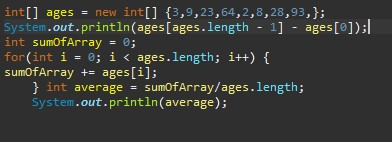 int[] ages = new int[] {3,9,23,64,2,8,28,93,};
System.out.println(ages[ages.length - 1] - ages[0]);
int sumOfArray = 0;
for(int i = 0; i < ages.length; i++) {
sumOfArray += ages[i];
} int average = sumOfArray/ages.length;
System.out.println(average);